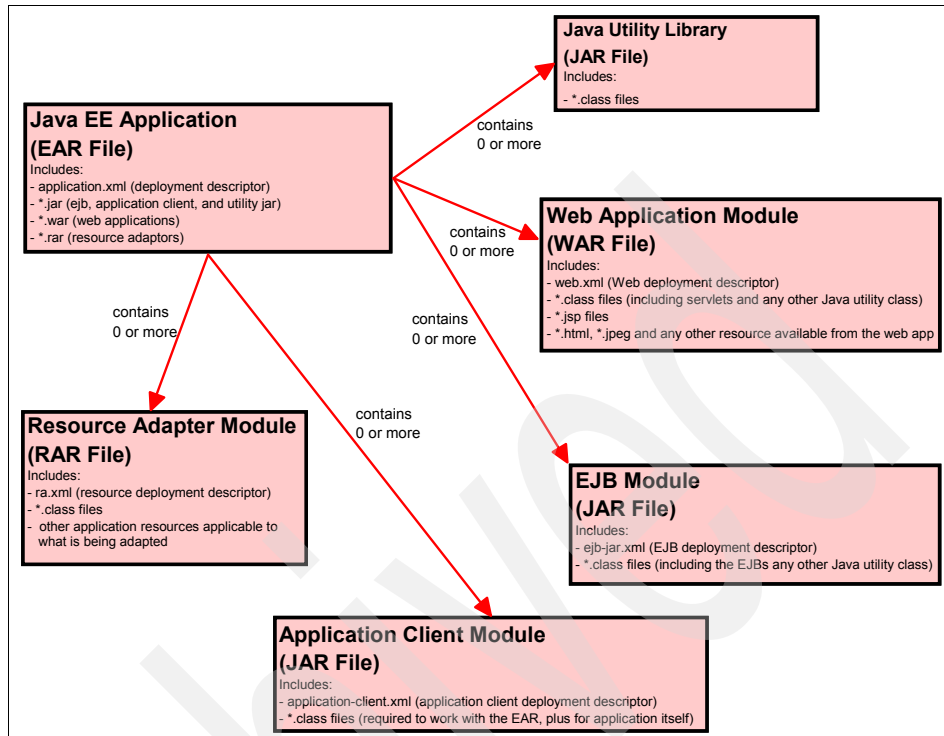 Java Utility Library
(JAR File)
Includes:
- *.class files
Java EE Application
(EAR File)
Includes:
- application.xml (deployment descriptor)
- *.jar (ejb, application client, and utility jar)
- *.war (web applications)
- *.rar (resource adaptors)
contains
0 or more
Web Application Module
(WAR File)
Includes:
- web.xml (Web deployment descriptor)
- *.class files (including servlets and any other Java utility class)
- *.jsp files
- *.html, *.jpeg and any other resource available from the web app
contains
0 or more
contains
0 or more
contains
0 or more
contains
0 or more
Resource Adapter Module
(RAR File)
Includes:
- ra.xml (resource deployment descriptor)
- *.class files
- other application resources applicable to
what is being adapted
EJB Module
(JAR File)
Includes:
- ejb-jar.xml (EJB deployment descriptor)
- *.class files (including the EJBs any other Java utility class)
Application Client Module
(JAR File)
Includes:
- application-client.xml (application client deployment descriptor)
- *.class files (required to work with the EAR, plus for application itself)